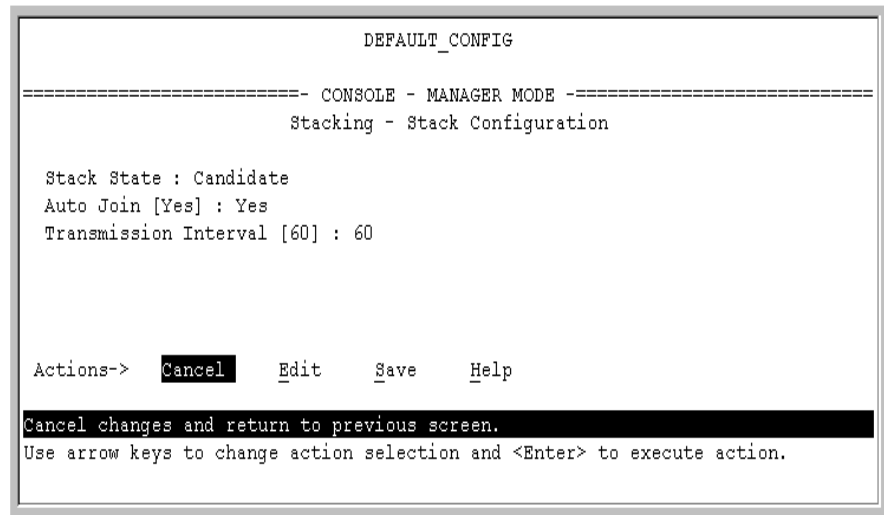 DEFAULT_CONFIG
==========================- CONSOLE - MANAGER MODE -============================
Stacking - Stack Configuration
Stack State : Candidate
Auto Join [Yes] : Yes
Transmission Interval [60] : 60
Actions-> Cancel Edit Save Help
Cancel changes and return to previous screen.
Use arrow keys to change action selection and <Enter> to execute action.